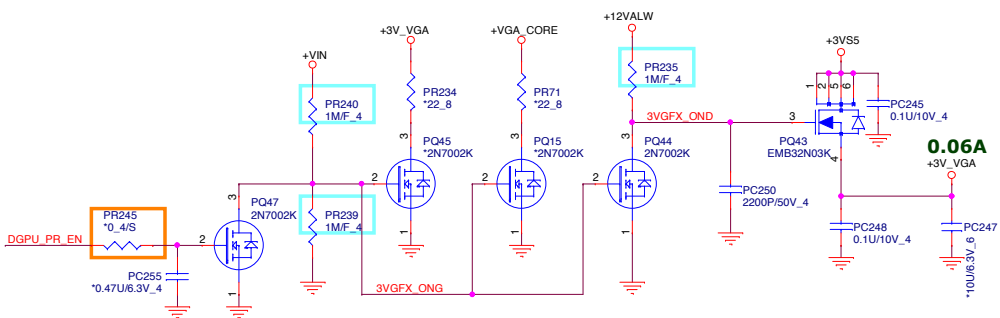 +12VALW
+3V_VGA
+VGA_CORE
+3VS5
+VIN
PR240
1M/F_4
PR234
*22_8
PR71
*22_8
PR235
1M/F_4
1
2
5
6
PC245
0.1U/10V_4
3
PQ45
*2N7002K
2
1
3
PQ15
*2N7002K
2
1
3VGFX_OND
3
PQ44
2N7002K
2
1
3
PQ43
EMB32N03K
4
0.06A
+3V_VGA
PC250
2200P/50V_4
3
PQ47
2N7002K
2
1
PR239
1M/F_4
PR245
*0_4/S
DGPU_PR_EN
PC255
*0.47U/6.3V_4
3VGFX_ONG
PC248
0.1U/10V_4
PC247
*10U/6.3V_6